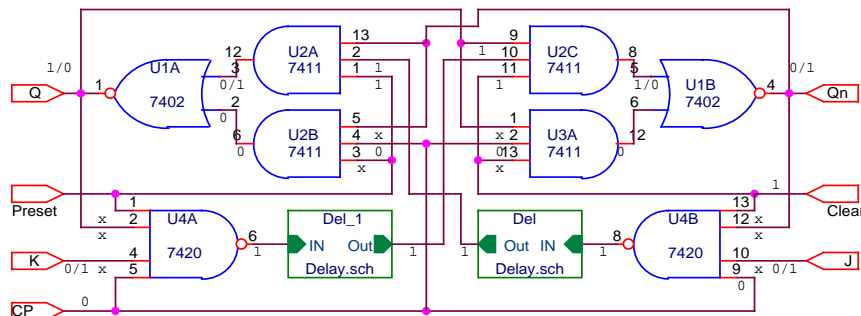 1/0 12 U2A 13 9 U2C 8 0/1
U1A 3 2 1 10 5 U1B
Q 1 7402 0/1 7411 1 1 1 11 7411 1/0 7402 4 Qn
2 U2B 5 x 1 U3A 6
0 6 7411 4 0 x 2 0 7411 0 12
3 x 13 x
Preset 1 Clear
1 U4A Del_1 Del U4B 13
x 2 6 8 12 x
x 7420 IN Out Out IN 7420 x
K 0/1 4 x 1 Delay.sch 1 1 Delay.sch 1 10 x 0/1 J
5 9
CP 0 0